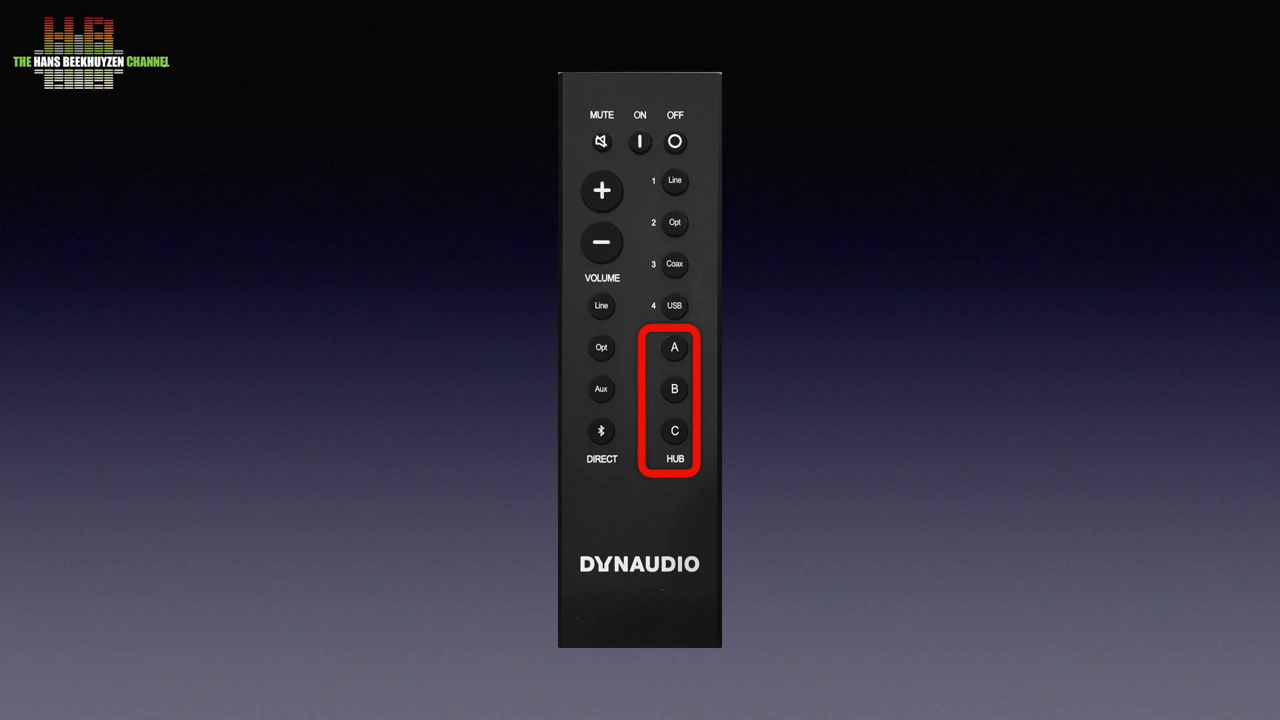 THE HANS BEEKHUYZEN CHANNEL
MUTE ON OFF
1 Line
2 Opt
3 Coax
VOLUME
Line 4 USB
Opt A
Aux B
C
DIRECT HUB
DYNAUDIO